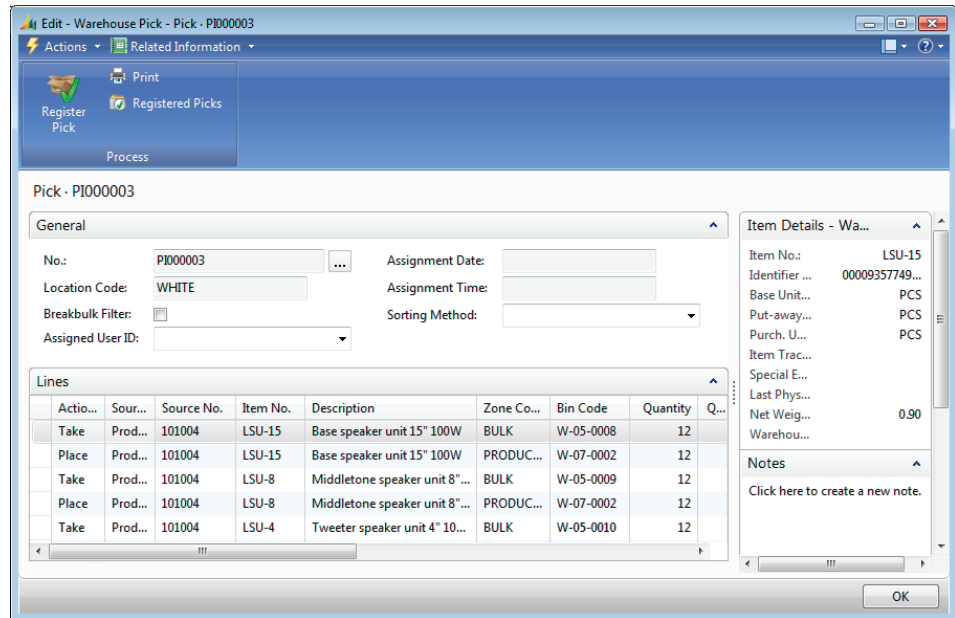 Edit - Warehouse Pick - Pick · PI000003
Actions Related Information
Register Pick
Print
Registered Picks
Process
Pick · PI000003
General
No.: PI000003 ... Assignment Date:
Location Code: WHITE Assignment Time:
Breakbulk Filter: Sorting Method:
Assigned User ID:
Lines
Actio... Sour... Source No. Item No. Description Zone Co... Bin Code Quantity Q...
Take Prod... 101004 LSU-15 Base speaker unit 15" 100W BULK W-05-0008 12
Place Prod... 101004 LSU-15 Base speaker unit 15" 100W PRODUC... W-07-0002 12
Take Prod... 101004 LSU-8 Middletone speaker unit 8"... BULK W-05-0009 12
Place Prod... 101004 LSU-8 Middletone speaker unit 8"... PRODUC... W-07-0002 12
Take Prod... 101004 LSU-4 Tweeter speaker unit 4" 10... BULK W-05-0010 12
Item Details - Wa...
Item No.: LSU-15
Identifier ... 00009357749...
Base Unit... PCS
Put-away... PCS
Purch. U... PCS
Item Trac...
Special E...
Last Phys...
Net Weig... 0.90
Warehou...
Notes
Click here to create a new note.
OK